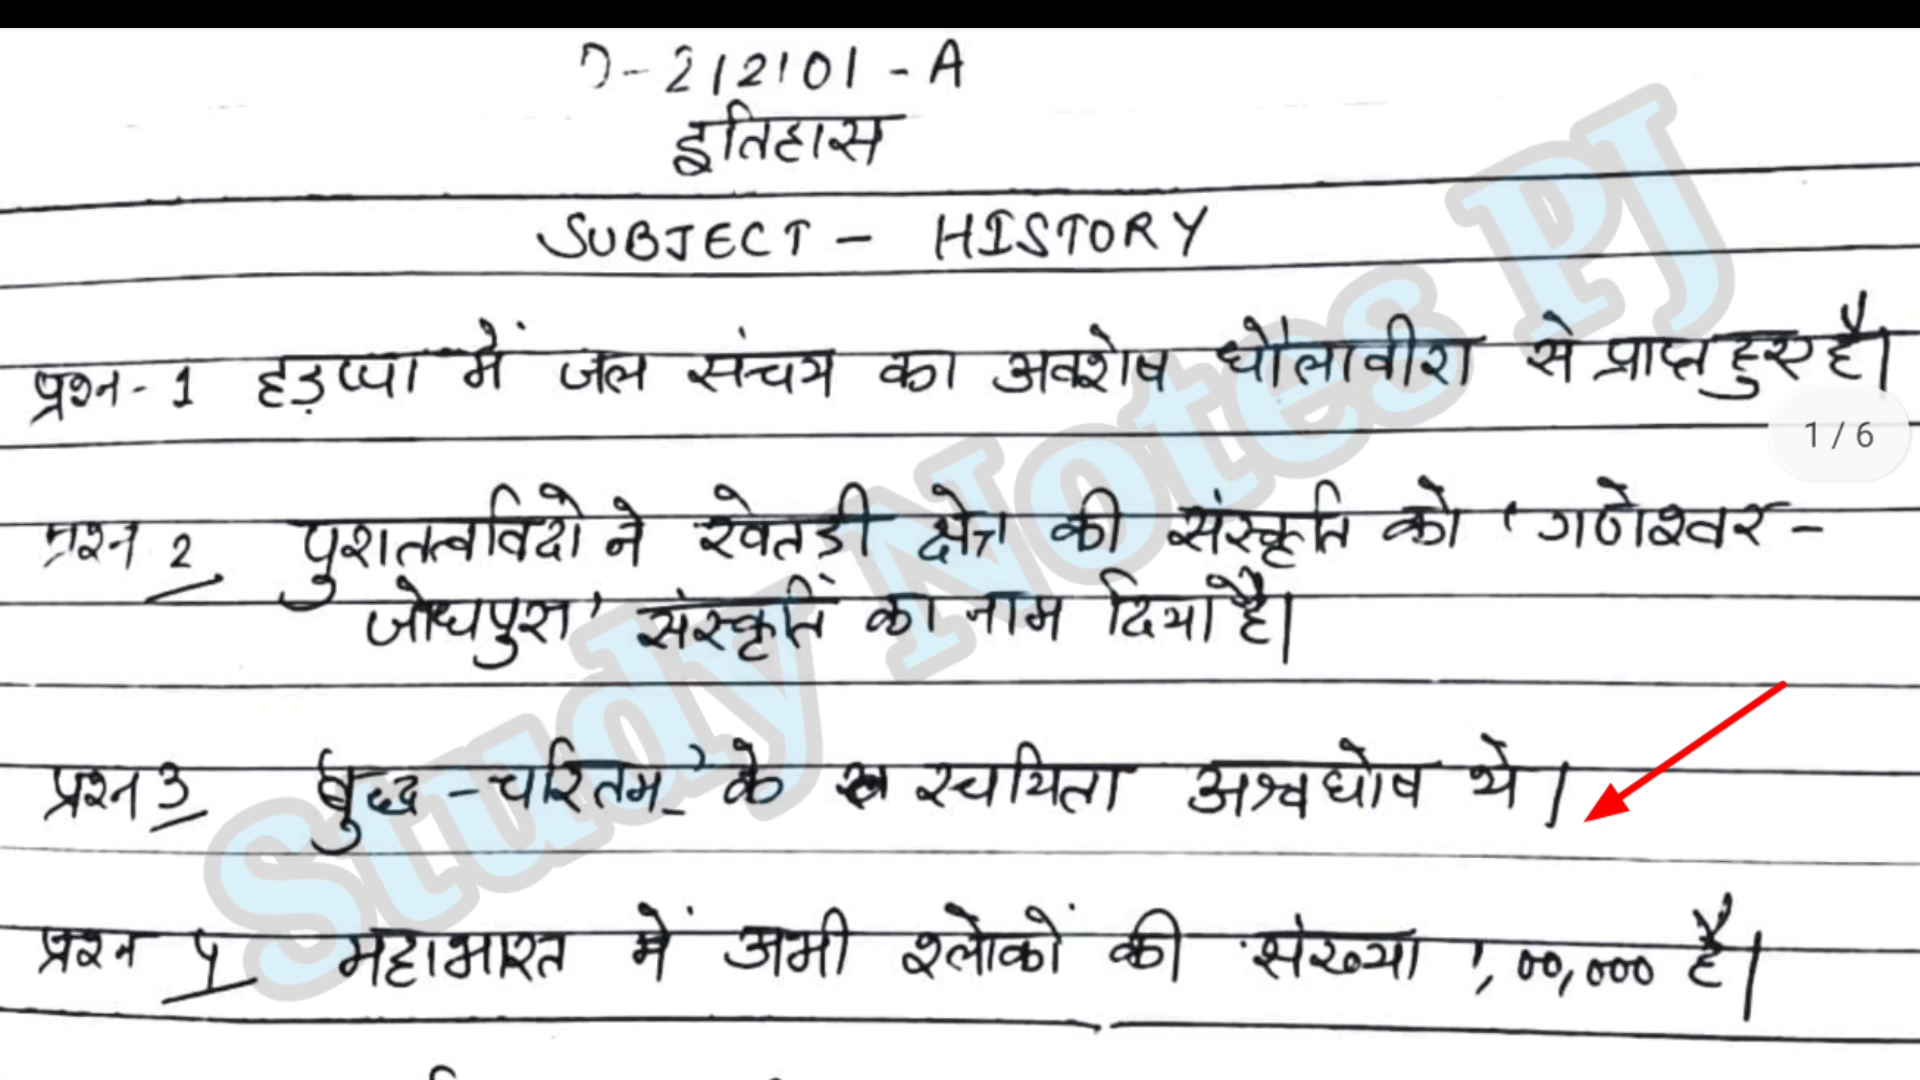 D-212101-A
इतिहास
SUBJECT - HISTORY
प्रश्न-1 हड़प्पा में जल संचय का अवशेष धौलावीरा से प्राप्त हुए है।
1 / 6
प्रश्न 2 पुरातत्वविदो ने खेतडी क्षेत्र की संस्कृति को 'गणेश्वर-
जोधपुरा' संस्कृति का नाम दिया है।
प्रश्न 3 बुद्ध-चरितम्' के रचयिता अश्वघोष थे।
प्रश्न 4 महाभारत में अभी श्लोकों की संख्या 1,00,000 है।
Study Notes PJ